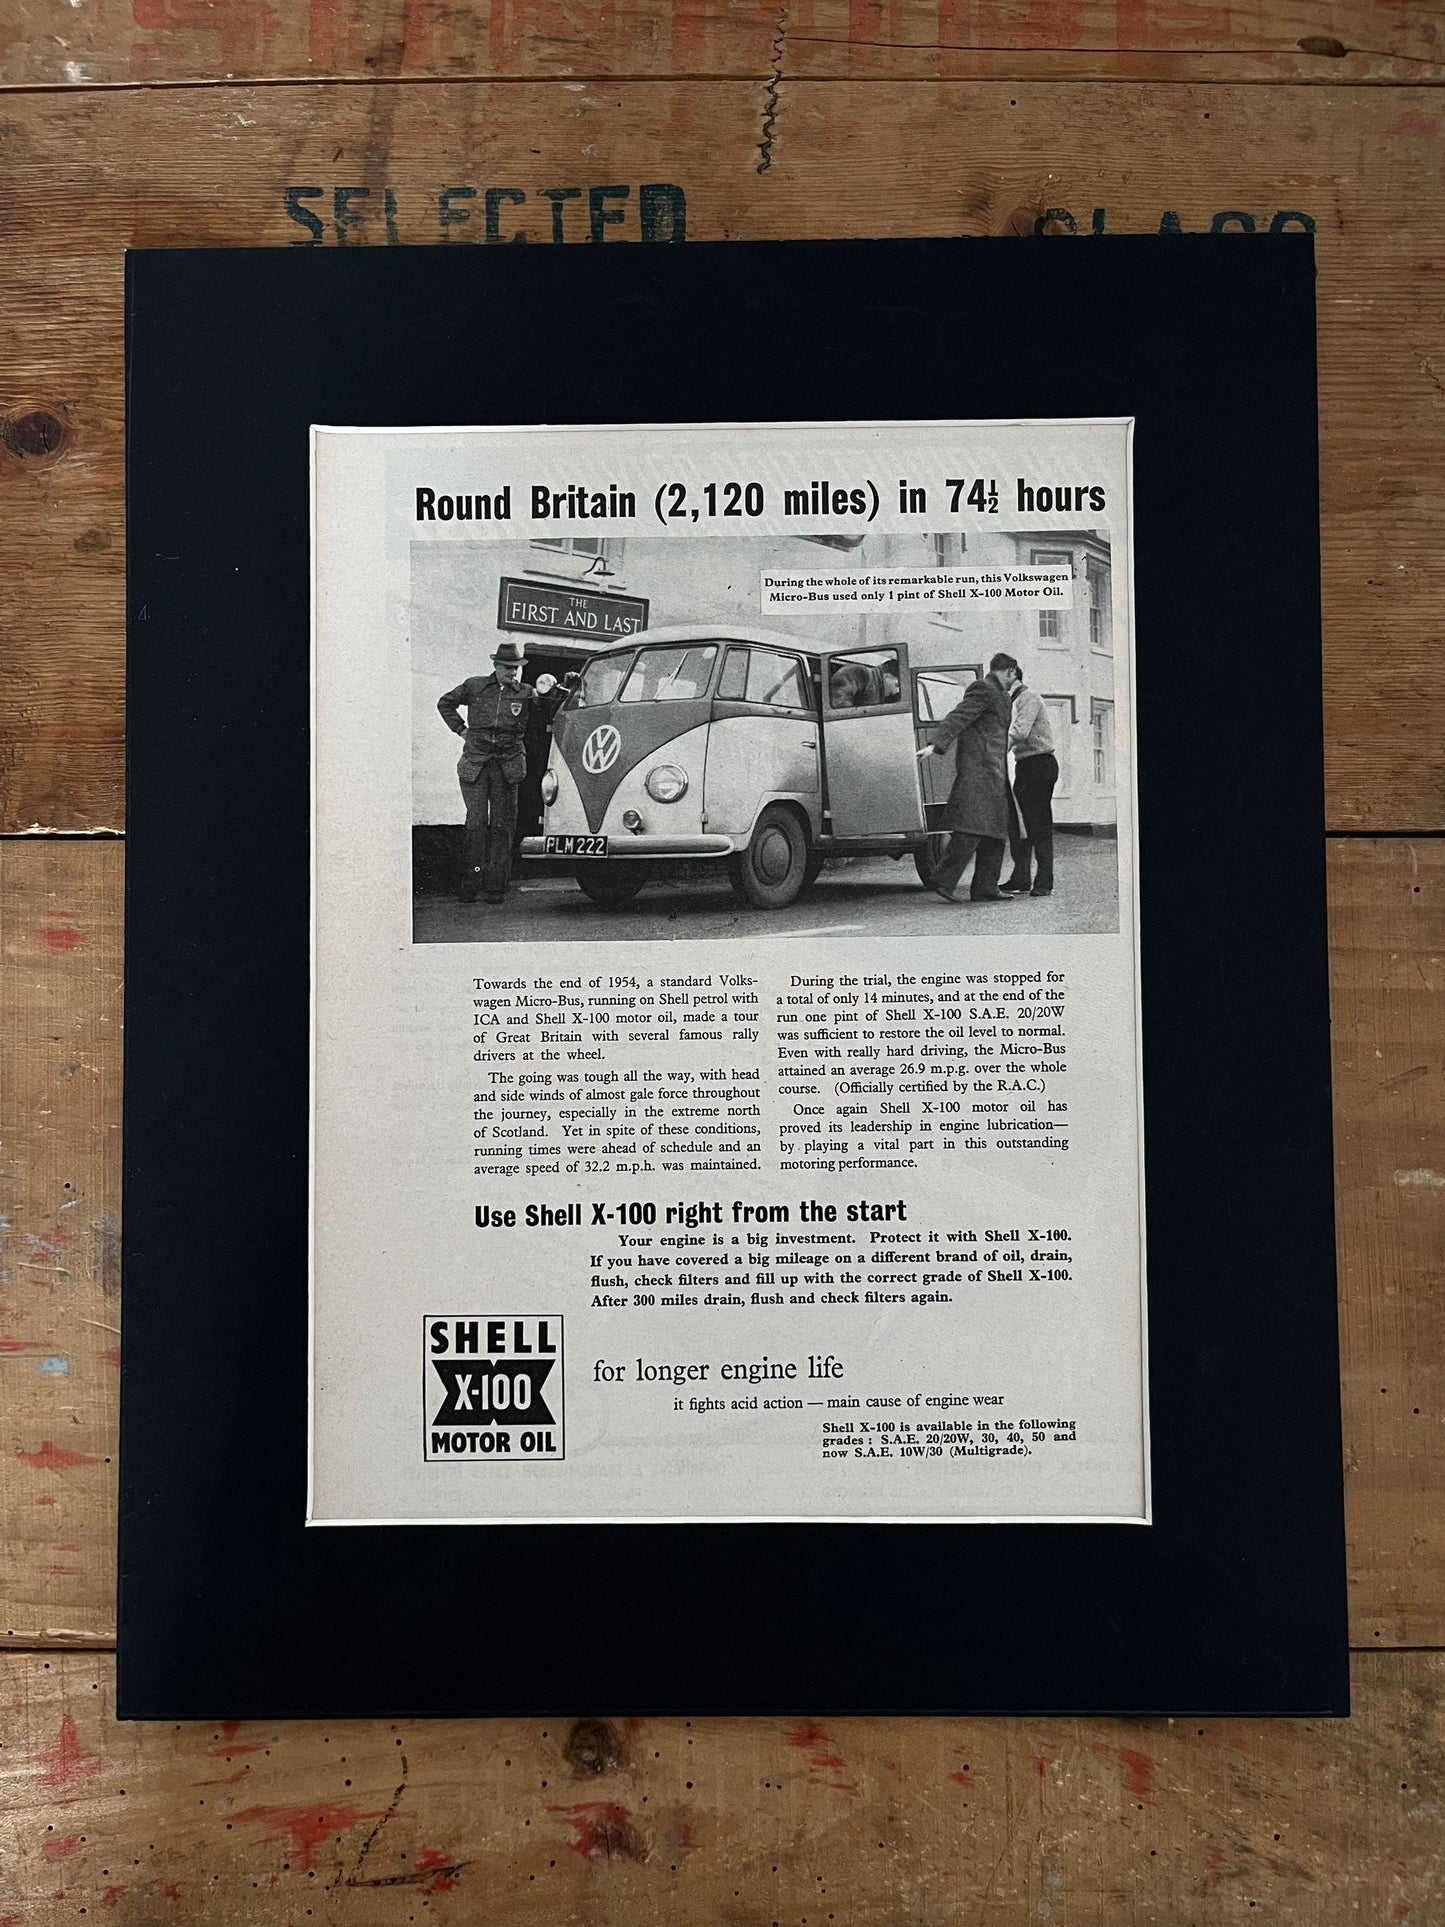 SELECTED
Round Britain (2,120 miles) in 74½ hours
During the whole of its remarkable run, this Volkswagen
Micro-Bus used only 1 pint of Shell X-100 Motor Oil.
THE
FIRST AND LAST
VW
PLM 222
Towards the end of 1954, a standard Volks-
wagen Micro-Bus, running on Shell petrol with
ICA and Shell X-100 motor oil, made a tour
of Great Britain with several famous rally
drivers at the wheel.
The going was tough all the way, with head
and side winds of almost gale force throughout
the journey, especially in the extreme north
of Scotland. Yet in spite of these conditions,
running times were ahead of schedule and an
average speed of 32.2 m.p.h. was maintained.
During the trial, the engine was stopped for
a total of only 14 minutes, and at the end of the
run one pint of Shell X-100 S.A.E. 20/20W
was sufficient to restore the oil level to normal.
Even with really hard driving, the Micro-Bus
attained an average 26.9 m.p.g. over the whole
course. (Officially certified by the R.A.C.)
Once again Shell X-100 motor oil has
proved its leadership in engine lubrication—
by playing a vital part in this outstanding
motoring performance.
Use Shell X-100 right from the start
Your engine is a big investment. Protect it with Shell X-100.
If you have covered a big mileage on a different brand of oil, drain,
flush, check filters and fill up with the correct grade of Shell X-100.
After 300 miles drain, flush and check filters again.
SHELL
X-100
MOTOR OIL
for longer engine life
it fights acid action — main cause of engine wear
Shell X-100 is available in the following
grades : S.A.E. 20/20W, 30, 40, 50 and
now S.A.E. 10W/30 (Multigrade).